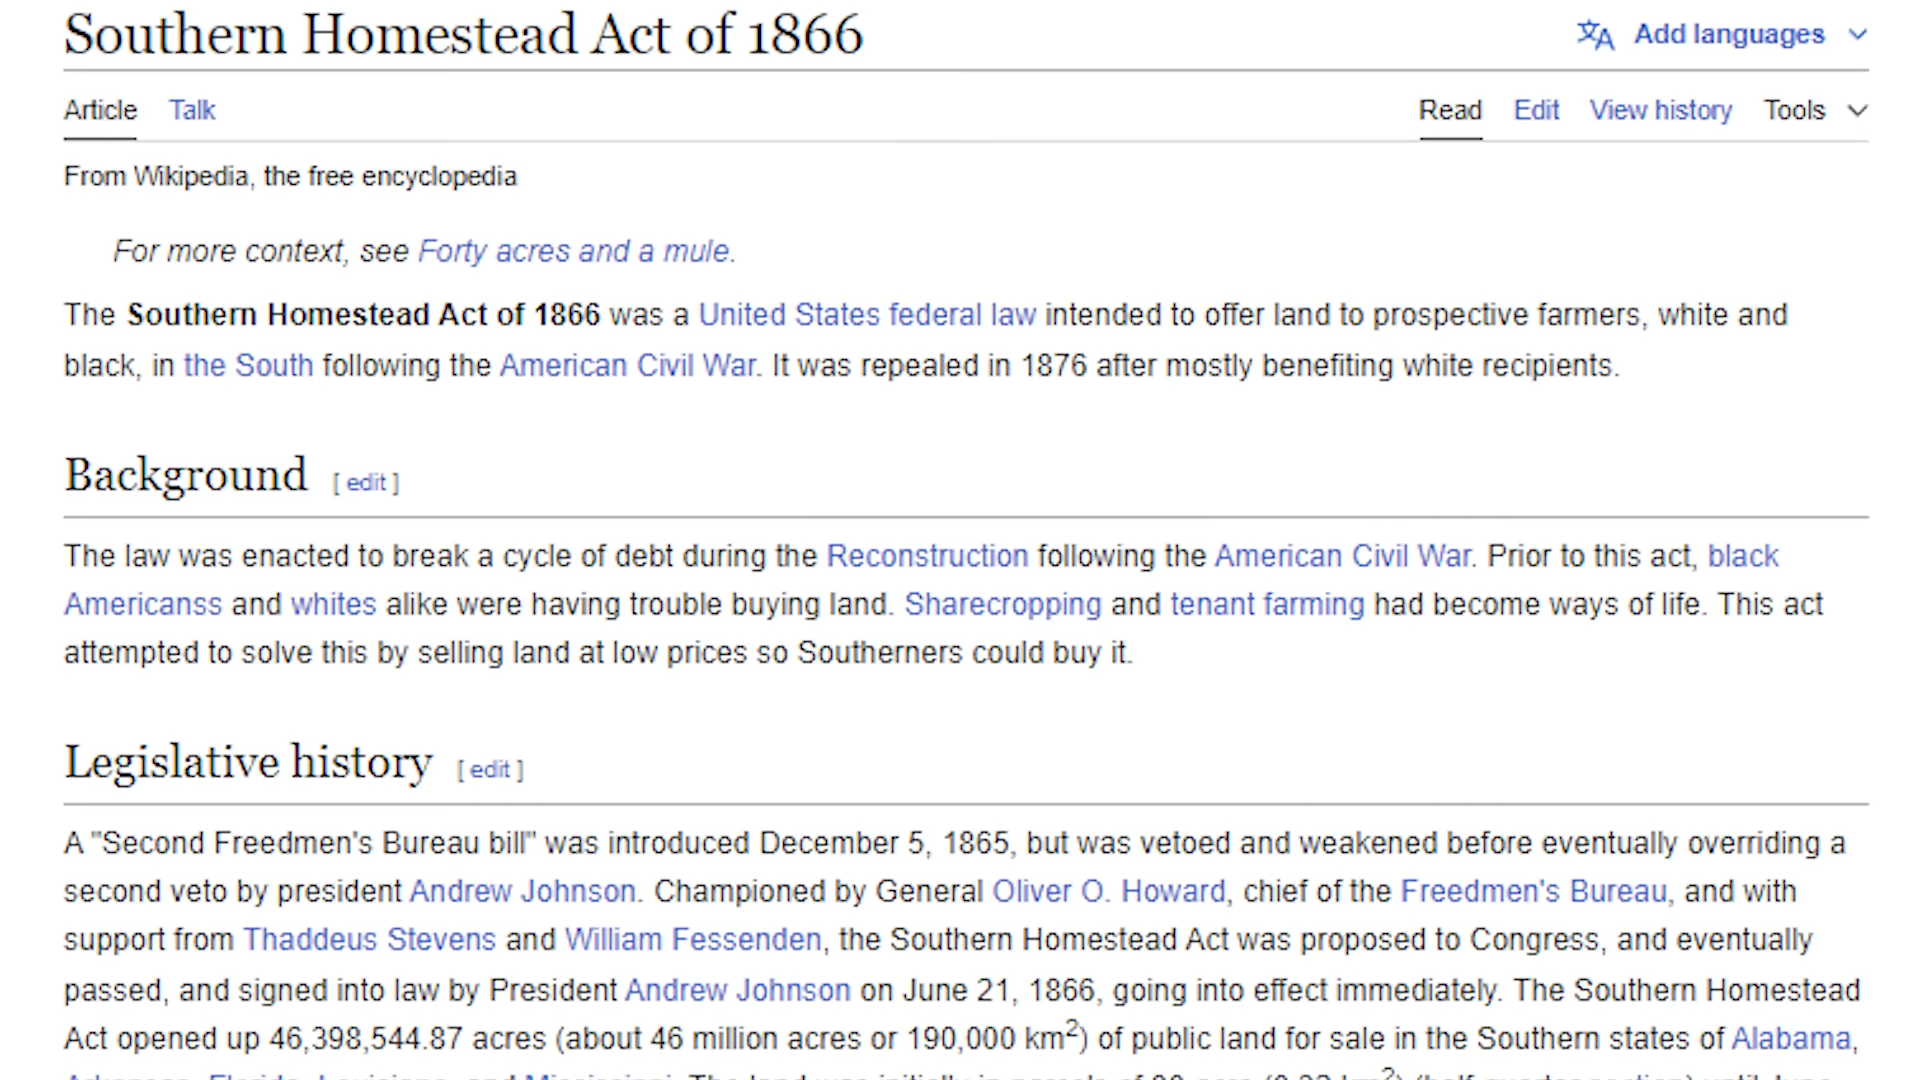 Southern Homestead Act of 1866
Add languages
Article Talk
Read Edit View history Tools
From Wikipedia, the free encyclopedia
For more context, see Forty acres and a mule.
The Southern Homestead Act of 1866 was a United States federal law intended to offer land to prospective farmers, white and
black, in the South following the American Civil War. It was repealed in 1876 after mostly benefiting white recipients.
Background [ edit ]
The law was enacted to break a cycle of debt during the Reconstruction following the American Civil War. Prior to this act, black
Americanss and whites alike were having trouble buying land. Sharecropping and tenant farming had become ways of life. This act
attempted to solve this by selling land at low prices so Southerners could buy it.
Legislative history [ edit ]
A "Second Freedmen's Bureau bill" was introduced December 5, 1865, but was vetoed and weakened before eventually overriding a
second veto by president Andrew Johnson. Championed by General Oliver O. Howard, chief of the Freedmen's Bureau, and with
support from Thaddeus Stevens and William Fessenden, the Southern Homestead Act was proposed to Congress, and eventually
passed, and signed into law by President Andrew Johnson on June 21, 1866, going into effect immediately. The Southern Homestead
Act opened up 46,398,544.87 acres (about 46 million acres or 190,000 km²) of public land for sale in the Southern states of Alabama,